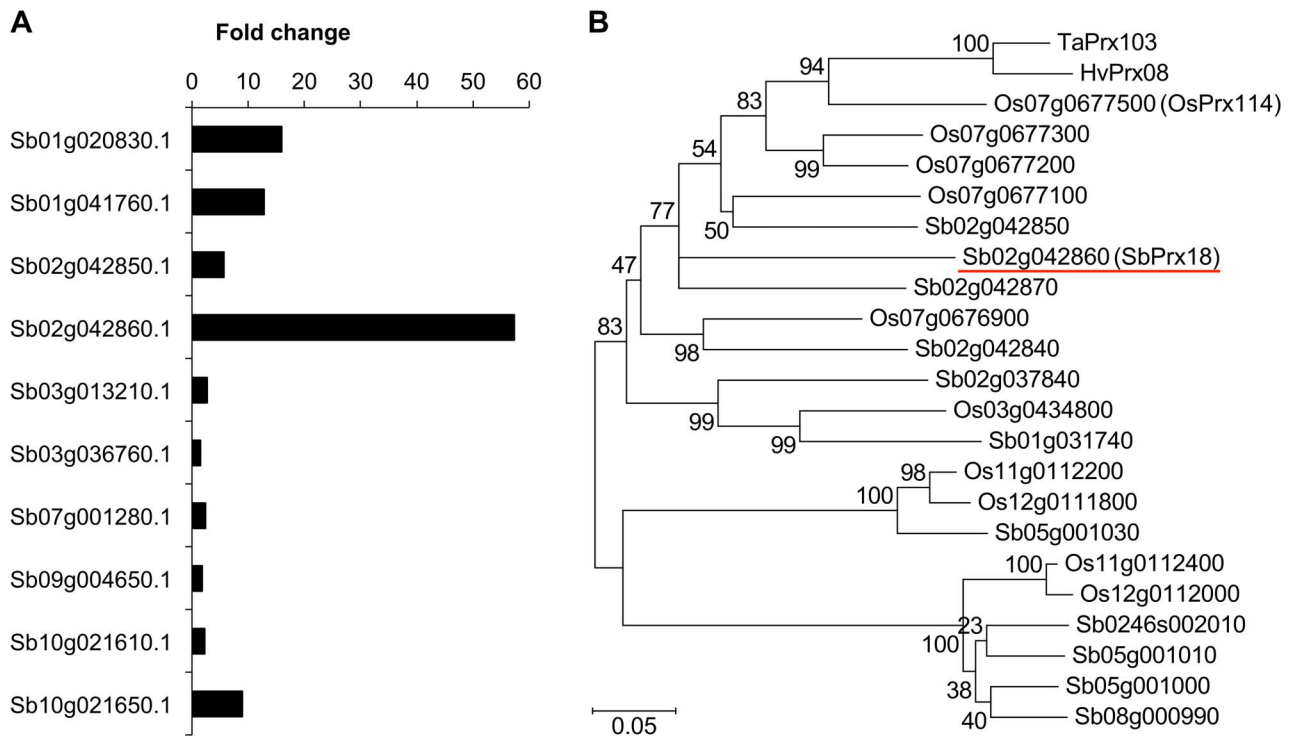 A
Fold change
0 10 20 30 40 50 60
Sb01g020830.1
Sb01g041760.1
Sb02g042850.1
Sb02g042860.1
Sb03g013210.1
Sb03g036760.1
Sb07g001280.1
Sb09g004650.1
Sb10g021610.1
Sb10g021650.1
B
100 TaPrx103
HvPrx08
94
Os07g0677500 (OsPrx114)
83
Os07g0677300
99 Os07g0677200
54
Os07g0677100
50 Sb02g042850
77
Sb02g042860 (SbPrx18)
Sb02g042870
47
Os07g0676900
98 Sb02g042840
83
Sb02g037840
99
Os03g0434800
99 Sb01g031740
98 Os11g0112200
100
Os12g0111800
Sb05g001030
100 Os11g0112400
Os12g0112000
23 Sb0246s002010
100
Sb05g001010
38 Sb05g001000
40 Sb08g000990
0.05